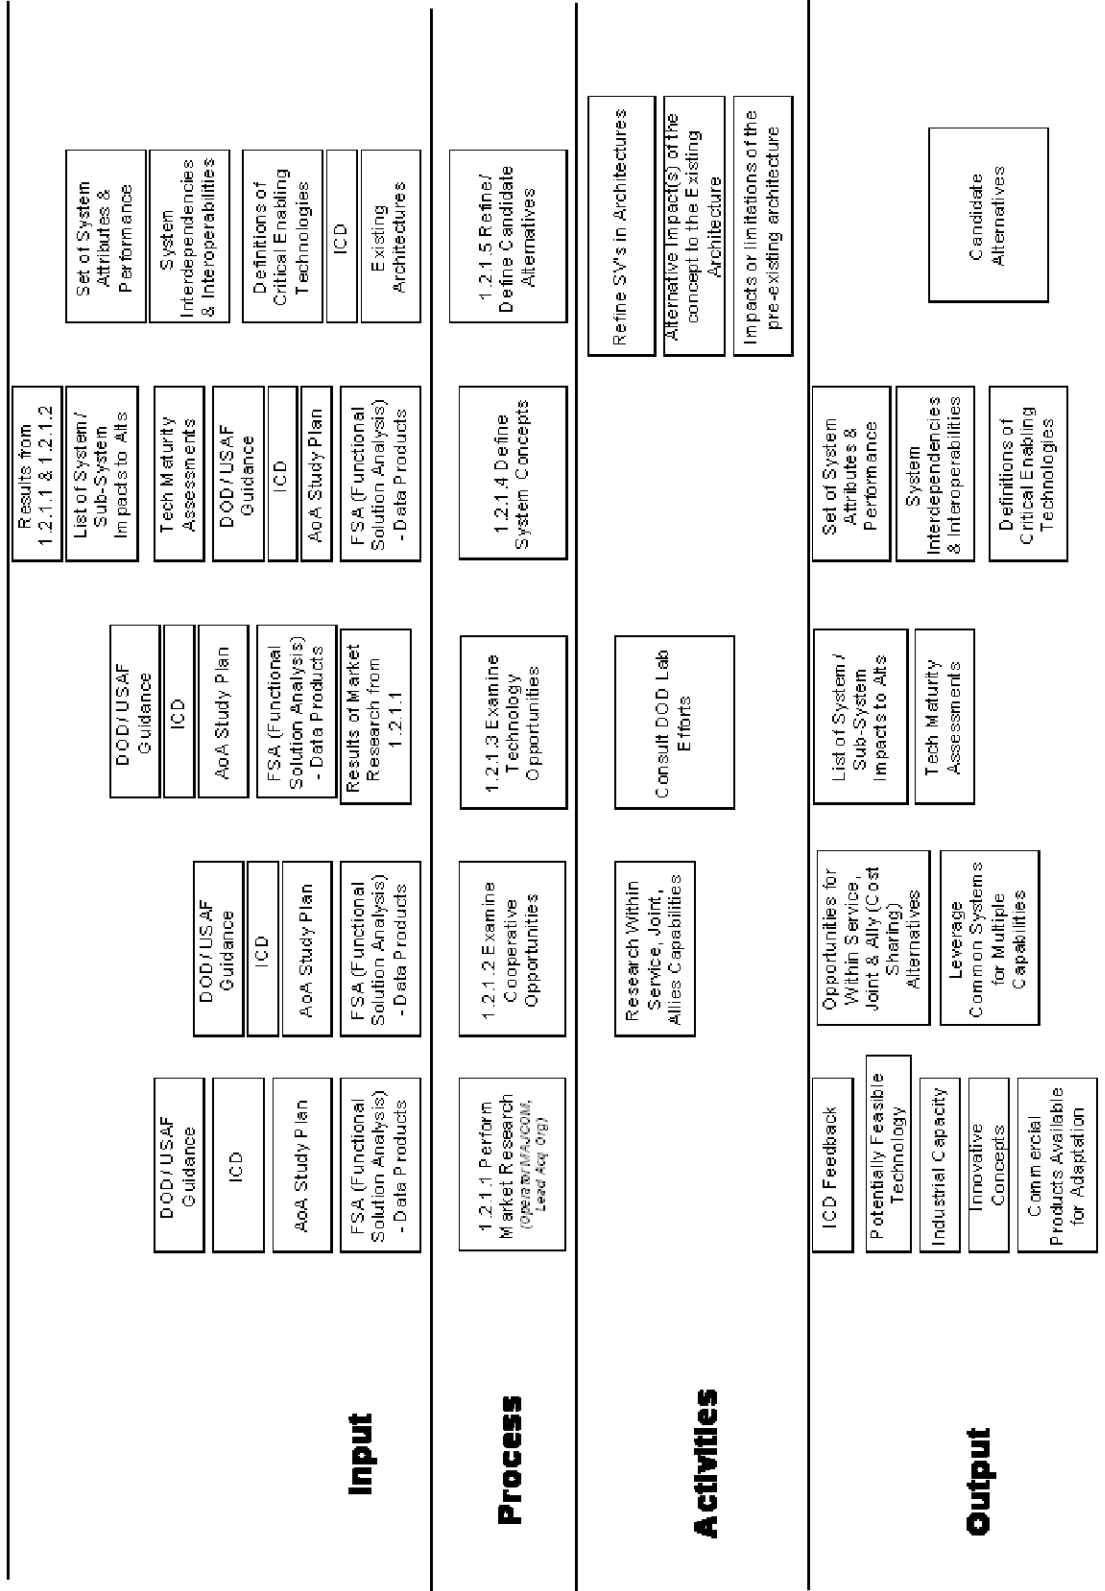 Input
DOD/ USAF
Guidance
ICD
AoA Study Plan
FSA (Functional
Solution Analysis)
- Data Products
DOD/ USAF
Guidance
ICD
AoA Study Plan
FSA (Functional
Solution Analysis)
- Data Products
DOD/ USAF
Guidance
ICD
AoA Study Plan
FSA (Functional
Solution Analysis)
- Data Products
Results of Market
Research from
1.2.1.1
Results from
1.2.1.1 & 1.2.1.2
List of System /
Sub-System
Impacts to Alts
Tech Maturity
Assessments
DOD/ USAF
Guidance
ICD
AoA Study Plan
FSA (Functional
Solution Analysis)
- Data Products
Set of System
Attributes &
Performance
System
Interdependencies
& Interoperabilities
Definitions of
Critical Enabling
Technologies
ICD
Existing
Architectures
Process
1.2.1.1 Perform
Market Research
(Operator MAJCOM,
Lead Acq Org)
1.2.1.2 Examine
Cooperative
Opportunities
1.2.1.3 Examine
Technology
Opportunities
1.2.1.4 Define
System Concepts
1.2.1.5 Refine/
Define Candidate
Alternatives
Activities
Research Within
Service, Joint,
Allies Capabilities
Consult DOD Lab
Efforts
Refine SV's in Architectures
Alternative Impact(s) of the
concept to the Existing
Architecture
Impacts or limitations of the
pre-existing architecture
Output
ICD Feedback
Potentially Feasible
Technology
Industrial Capacity
Innovative
Concepts
Commercial
Products Available
for Adaptation
Opportunities for
Within Service,
Joint & Ally (Cost
Sharing)
Alternatives
Leverage
Common Systems
for Multiple
Capabilities
List of System /
Sub-System
Impacts to Alts
Tech Maturity
Assessments
Set of System
Attributes &
Performance
System
Interdependencies
& Interoperabilities
Definitions of
Critical Enabling
Technologies
Candidate
Alternatives